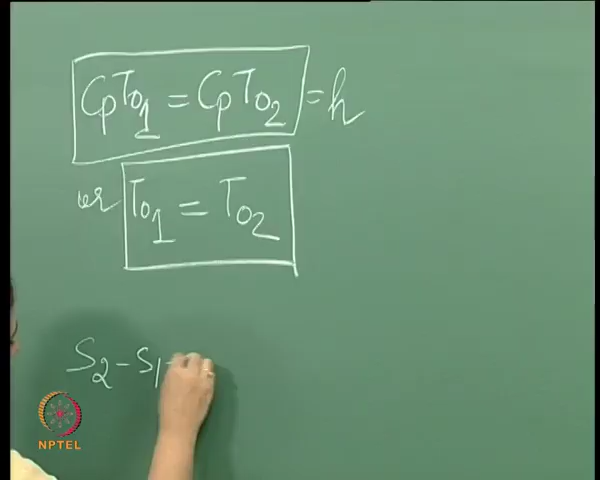 CpTo₁ = CpTo₂ = h
or To₁ = To₂
S₂ - S₁
NPTEL